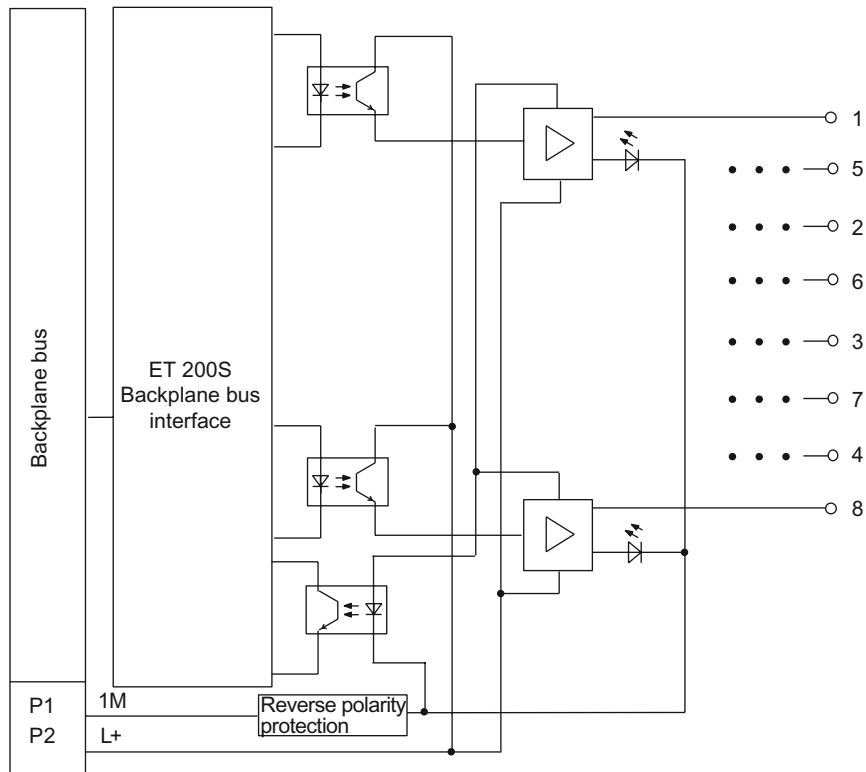 Backplane bus
ET 200S
Backplane bus
interface
1
5
2
6
3
7
4
8
P1
1M
Reverse polarity
protection
P2
L+